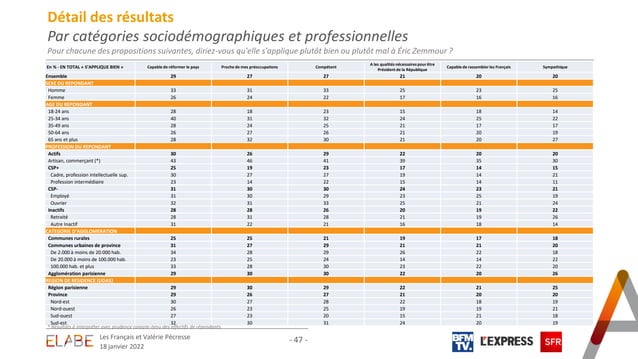 Détail des résultats
Par catégories sociodémographiques et professionnelles
Pour chacune des propositions suivantes, diriez-vous qu'elle s'applique plutôt bien ou plutôt mal à Éric Zemmour ?
En % - EN TOTAL « S'APPLIQUE BIEN » Capable de réformer le pays Proche de mes préoccupations Compétent A les qualités nécessaires pour être Président de la République Capable de rassembler les Français Sympathique
Ensemble 29 27 27 21 20 20
SEXE DU REPONDANT
Homme 33 31 33 25 23 25
Femme 26 24 22 17 16 16
AGE DU REPONDANT
18-24 ans 28 18 23 15 18 14
25-34 ans 40 31 32 24 25 22
35-49 ans 28 24 25 21 17 17
50-64 ans 26 27 26 21 20 19
65 ans et plus 28 32 30 21 20 27
PROFESSION DU REPONDANT
Actifs 30 26 29 22 20 20
Artisan, commerçant (*) 43 46 41 39 35 30
CSP+ 25 19 23 17 14 15
Cadre, profession intellectuelle sup. 30 27 27 19 14 21
Profession intermédiaire 23 14 22 15 14 11
CSP- 31 30 30 24 23 21
Employé 31 30 29 23 25 19
Ouvrier 32 31 33 25 21 24
Inactifs 28 28 26 20 19 22
Retraité 28 31 28 21 19 26
Autre Inactif 31 22 21 16 18 14
CATEGORIE D'AGGLOMERATION
Communes rurales 25 25 21 19 17 18
Communes urbaines de province 31 27 29 21 21 20
De 2.000 à moins de 20.000 hab. 34 28 29 26 22 18
De 20.000 à moins de 100.000 hab. 23 25 24 14 14 22
100.000 hab. et plus 33 28 30 23 22 20
Agglomération parisienne 29 30 30 22 20 26
REGION DE RESIDENCE (UDA5)
Région parisienne 29 30 29 22 21 25
Province 29 26 27 21 20 20
Nord-est 30 27 28 18 18 19
Nord-ouest 26 23 25 19 19 21
Sud-ouest 27 23 20 15 21 18
Sud-est 32 30 31 24 20 19
* Résultats à interpréter avec prudence compte-tenu des effectifs de répondants
ELABE
Les Français et Valérie Pécresse
18 janvier 2022
- 47 -
BFM TV.
L'EXPRESS
SFR